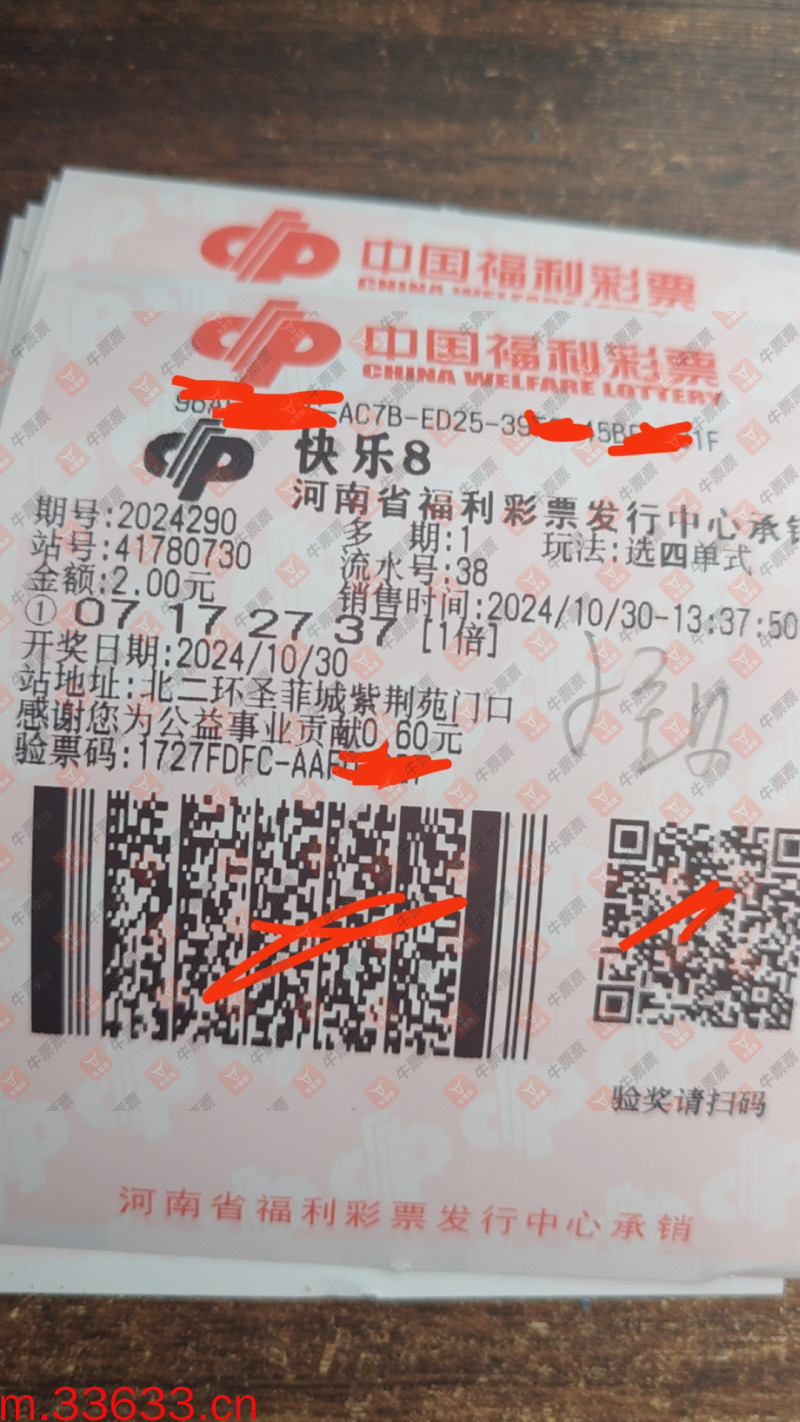 中国福利彩票
中国福利彩票
CHINA WELFARE LOTTERY
-AC7B-ED25-39
快乐8
河南省福利彩票发行中心承销
期号:2024290 多 期:1 玩法:选四单式
站号:41780730 流水号:38
金额:2.00元 销售时间:2024/10/30-13:37:50
① 07 17 27 37 [1倍]
开奖日期:2024/10/30
站地址:北二环圣菲城紫荆苑门口
感谢您为公益事业贡献0.60元
验票码:1727FDFC-AAF
验奖请扫码
河南省福利彩票发行中心承销
牛票票
m.33633.cn